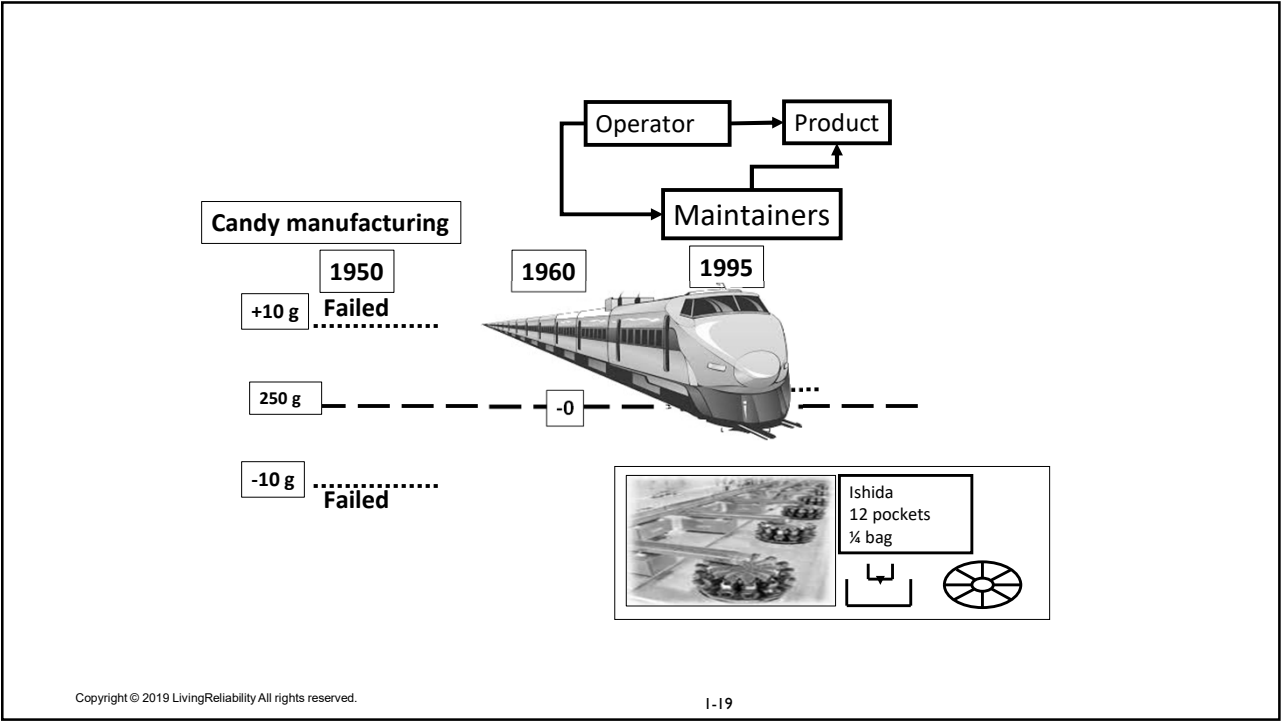 Operator
Product
Maintainers
Candy manufacturing
1950
1960
1995
+10 g
Failed
250 g
-0
-10 g
Failed
Ishida
12 pockets
¼ bag
Copyright © 2019 LivingReliability All rights reserved.
1-19